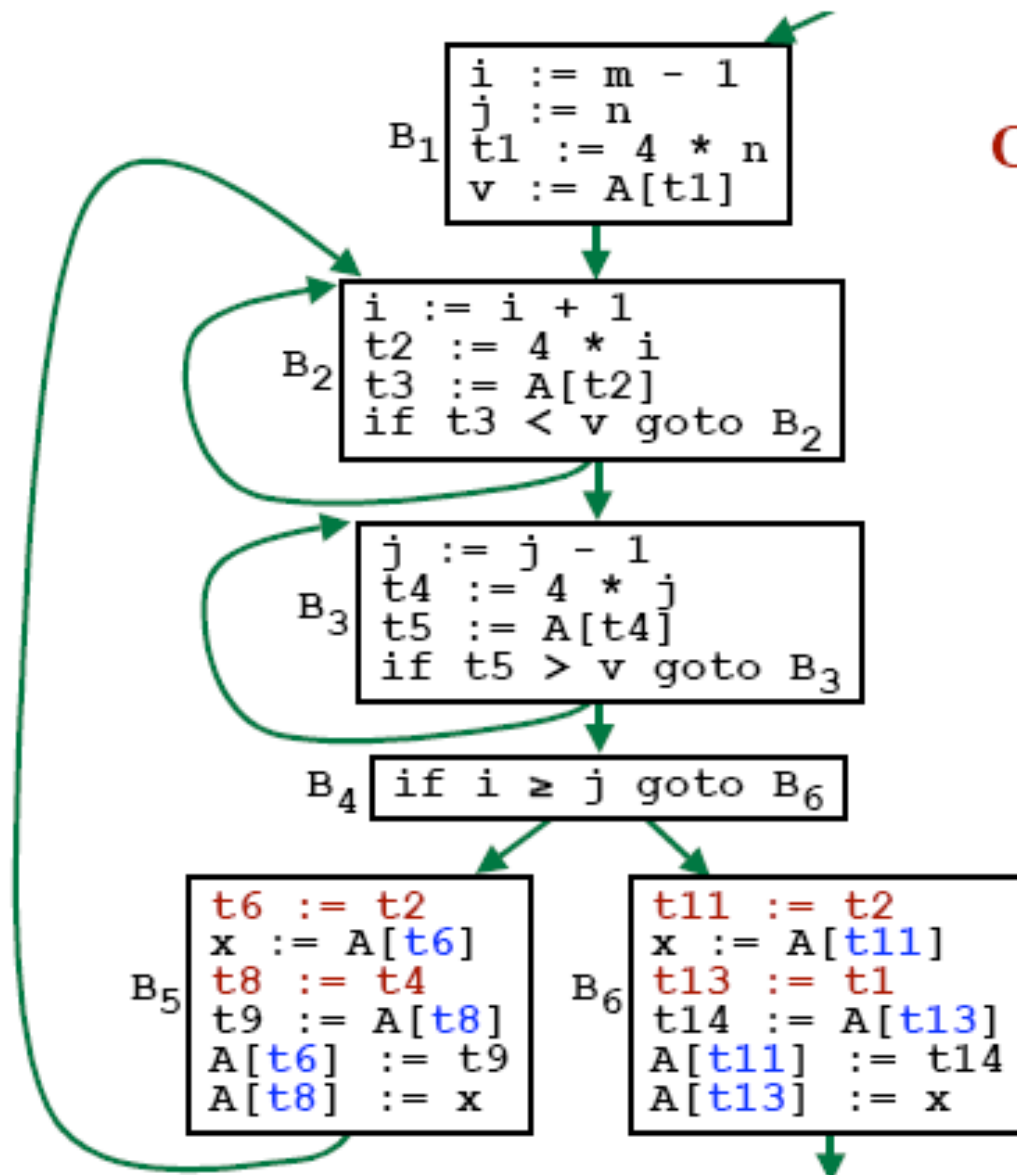 i := m - 1
j := n
t1 := 4 * n
v := A[t1]
B1
C
i := i + 1
t2 := 4 * i
t3 := A[t2]
if t3 < v goto B2
B2
j := j - 1
t4 := 4 * j
t5 := A[t4]
if t5 > v goto B3
B3
B4
if i ≥ j goto B6
B5
t6 := t2
x := A[t6]
t8 := t4
t9 := A[t8]
A[t6] := t9
A[t8] := x
B6
t11 := t2
x := A[t11]
t13 := t1
t14 := A[t13]
A[t11] := t14
A[t13] := x